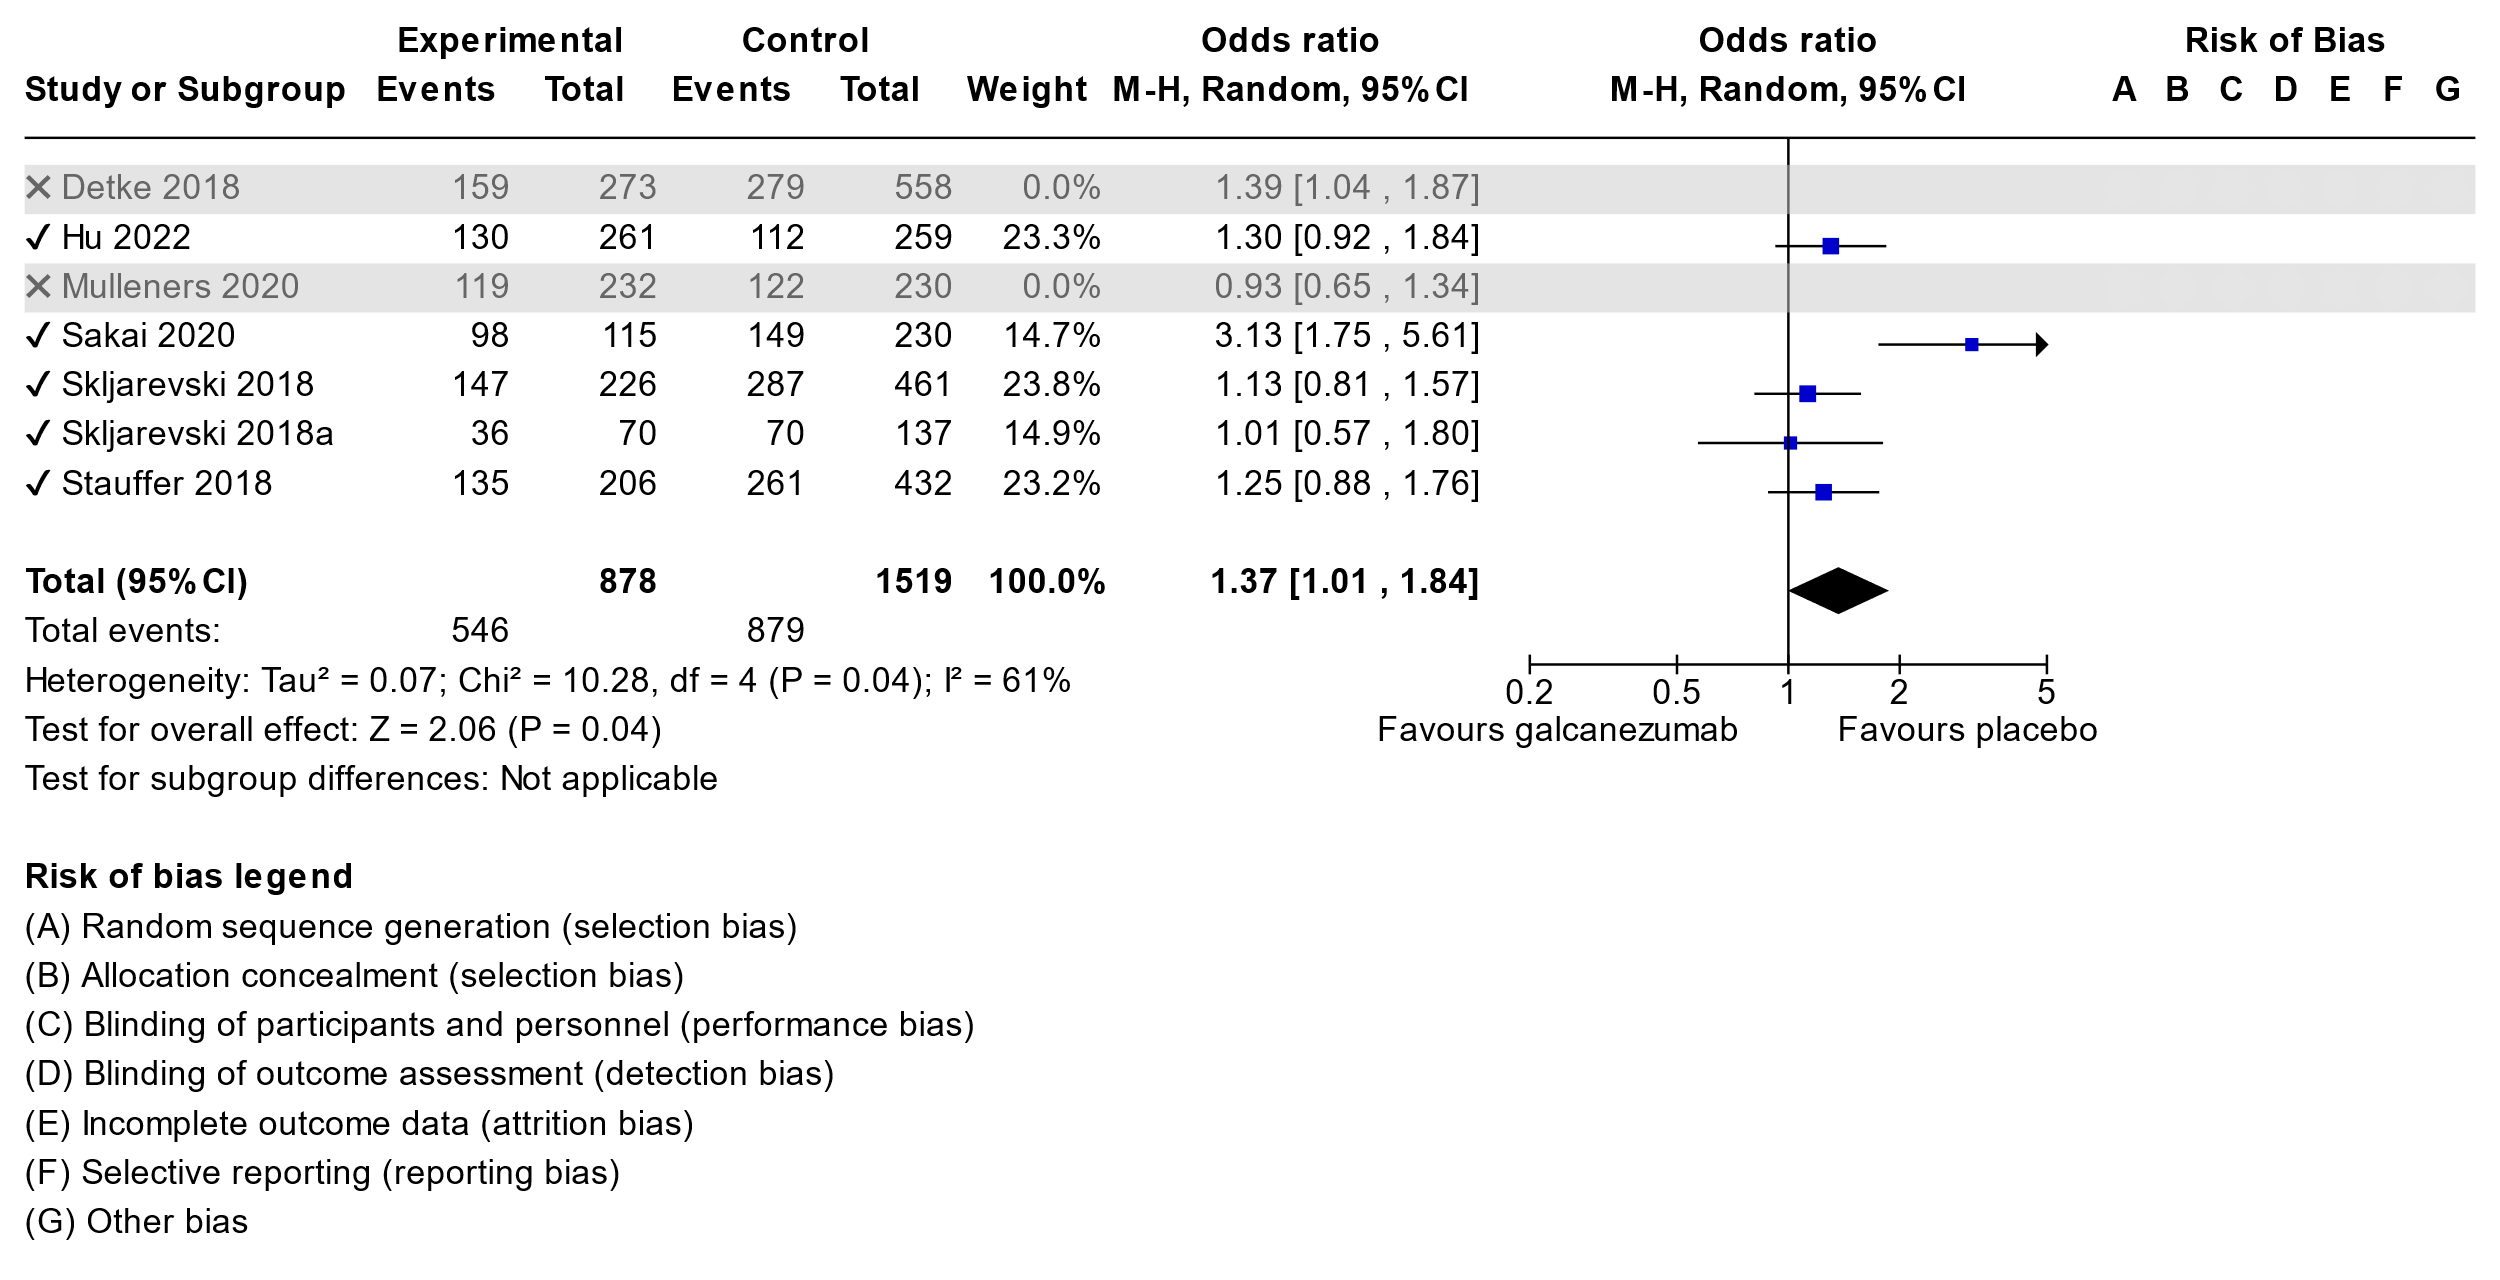 Experimental Control Odds ratio Odds ratio Risk of Bias
Study or Subgroup Events Total Events Total Weight M-H, Random, 95% CI M-H, Random, 95% CI A B C D E F G
✕ Detke 2018 159 273 279 558 0.0% 1.39 [1.04 , 1.87]
✓ Hu 2022 130 261 112 259 23.3% 1.30 [0.92 , 1.84]
✕ Mulleners 2020 119 232 122 230 0.0% 0.93 [0.65 , 1.34]
✓ Sakai 2020 98 115 149 230 14.7% 3.13 [1.75 , 5.61]
✓ Skljarevski 2018 147 226 287 461 23.8% 1.13 [0.81 , 1.57]
✓ Skljarevski 2018a 36 70 70 137 14.9% 1.01 [0.57 , 1.80]
✓ Stauffer 2018 135 206 261 432 23.2% 1.25 [0.88 , 1.76]
Total (95% CI) 878 1519 100.0% 1.37 [1.01 , 1.84]
Total events: 546 879
Heterogeneity: Tau² = 0.07; Chi² = 10.28, df = 4 (P = 0.04); I² = 61%
0.2 0.5 1 2 5
Test for overall effect: Z = 2.06 (P = 0.04)
Favours galcanezumab Favours placebo
Test for subgroup differences: Not applicable
Risk of bias legend
(A) Random sequence generation (selection bias)
(B) Allocation concealment (selection bias)
(C) Blinding of participants and personnel (performance bias)
(D) Blinding of outcome assessment (detection bias)
(E) Incomplete outcome data (attrition bias)
(F) Selective reporting (reporting bias)
(G) Other bias